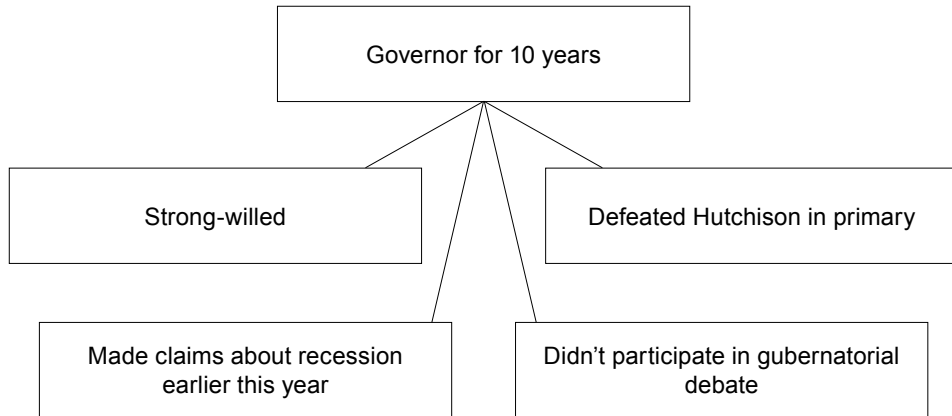 Governor for 10 years
Strong-willed
Defeated Hutchison in primary
Made claims about recession
earlier this year
Didn’t participate in gubernatorial
debate